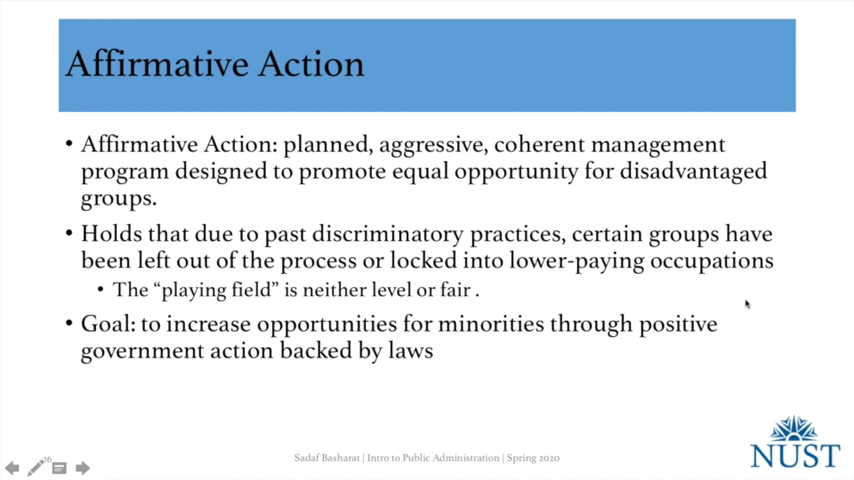 Affirmative Action
• Affirmative Action: planned, aggressive, coherent management
program designed to promote equal opportunity for disadvantaged
groups.
• Holds that due to past discriminatory practices, certain groups have
been left out of the process or locked into lower-paying occupations
• The “playing field” is neither level or fair .
• Goal: to increase opportunities for minorities through positive
government action backed by laws
26
Sadaf Basharat | Intro to Public Administration | Spring 2020
NUST